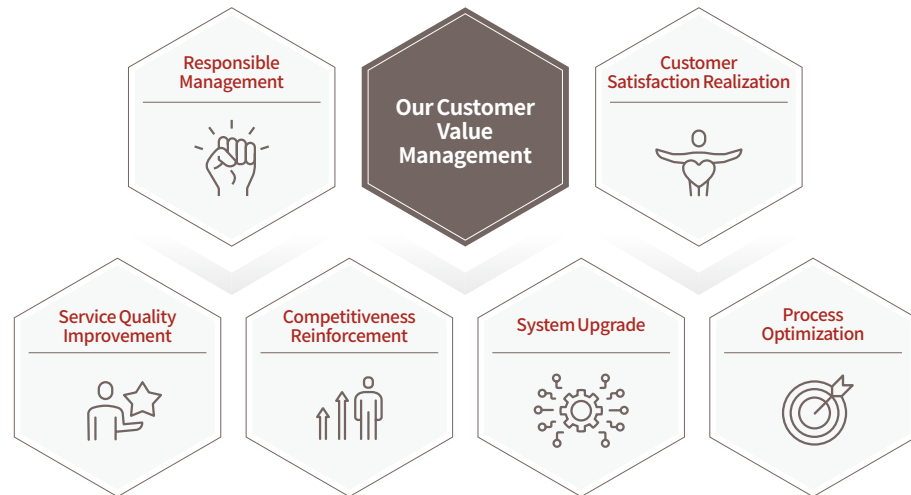 Responsible
Management
Our Customer
Value
Management
Customer
Satisfaction Realization
Service Quality
Improvement
Competitiveness
Reinforcement
System Upgrade
Process
Optimization